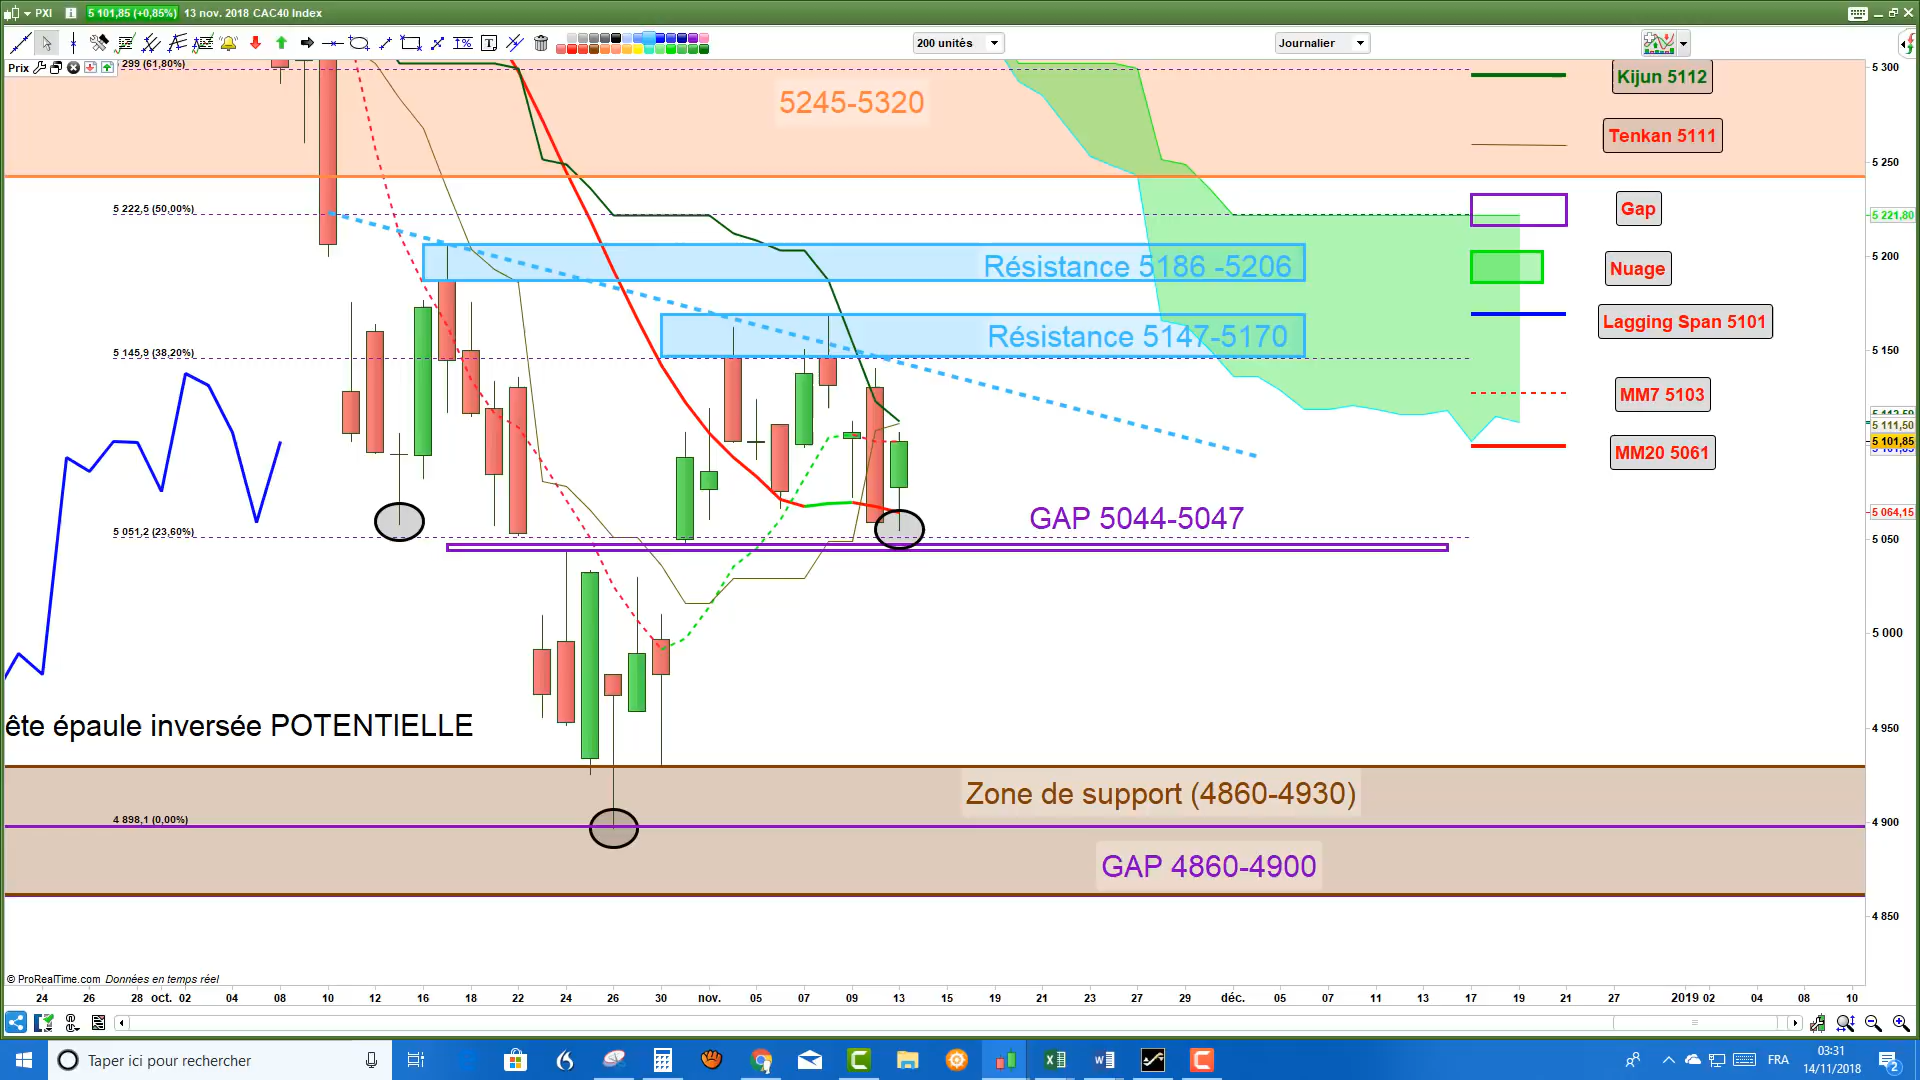 PXI 5 101,85 (+0,85%) 13 nov. 2018 CAC40 Index
200 unités
Journalier
Prix
299 (61,80%)
5 300
Kijun 5112
5245-5320
Tenkan 5111
5 250
5 222,5 (50,00%)
Gap
5 221,80
5 200
Résistance 5186 -5206
Nuage
Lagging Span 5101
Résistance 5147-5170
5 145,9 (38,20%)
5 150
MM7 5103
5 111,50
5 101,85
MM20 5061
GAP 5044-5047
5 064,15
5 051,2 (23,60%)
5 050
5 000
ête épaule inversée POTENTIELLE
4 950
Zone de support (4860-4930)
4 898,1 (0,00%)
4 900
GAP 4860-4900
4 850
© ProRealTime.com Données en temps réel
24 26 28 oct. 02 04 08 10 12 16 18 22 24 26 30 nov. 05 07 09 13 15 19 21 23 27 29 déc. 05 07 11 13 17 19 21 27 2019 02 04 08 10
Taper ici pour rechercher
FRA
03:31
14/11/2018
2